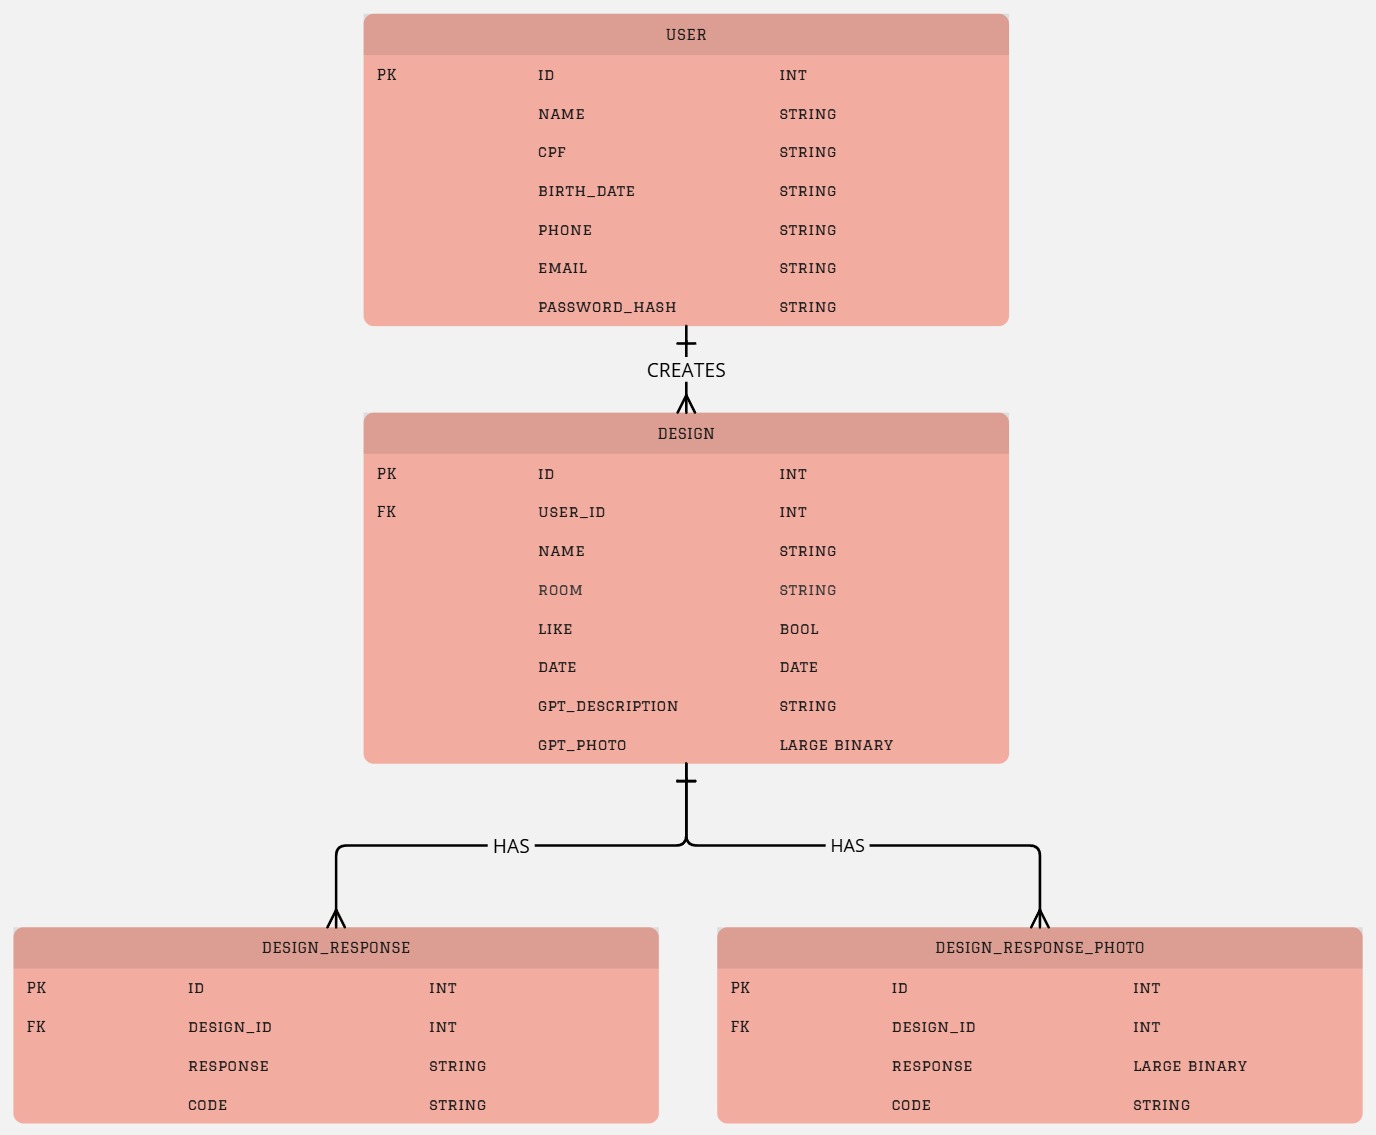 USER
PK ID INT
NAME STRING
CPF STRING
BIRTH_DATE STRING
PHONE STRING
EMAIL STRING
PASSWORD_HASH STRING
CREATES
DESIGN
PK ID INT
FK USER_ID INT
NAME STRING
ROOM STRING
LIKE BOOL
DATE DATE
GPT_DESCRIPTION STRING
GPT_PHOTO LARGE BINARY
HAS
HAS
DESIGN_RESPONSE
PK ID INT
FK DESIGN_ID INT
RESPONSE STRING
CODE STRING
DESIGN_RESPONSE_PHOTO
PK ID INT
FK DESIGN_ID INT
RESPONSE LARGE BINARY
CODE STRING